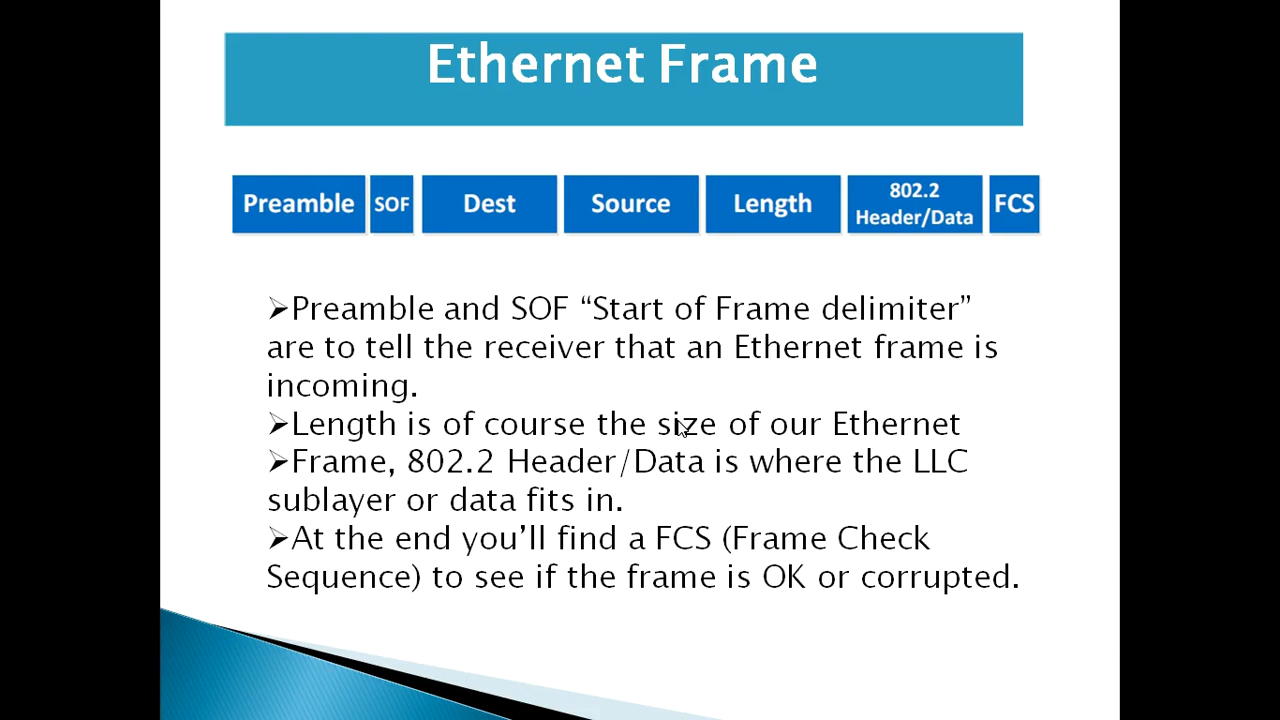 Ethernet Frame
Preamble SOF Dest Source Length 802.2 Header/Data FCS
➢Preamble and SOF “Start of Frame delimiter”
are to tell the receiver that an Ethernet frame is
incoming.
➢Length is of course the size of our Ethernet
➢Frame, 802.2 Header/Data is where the LLC
sublayer or data fits in.
➢At the end you’ll find a FCS (Frame Check
Sequence) to see if the frame is OK or corrupted.